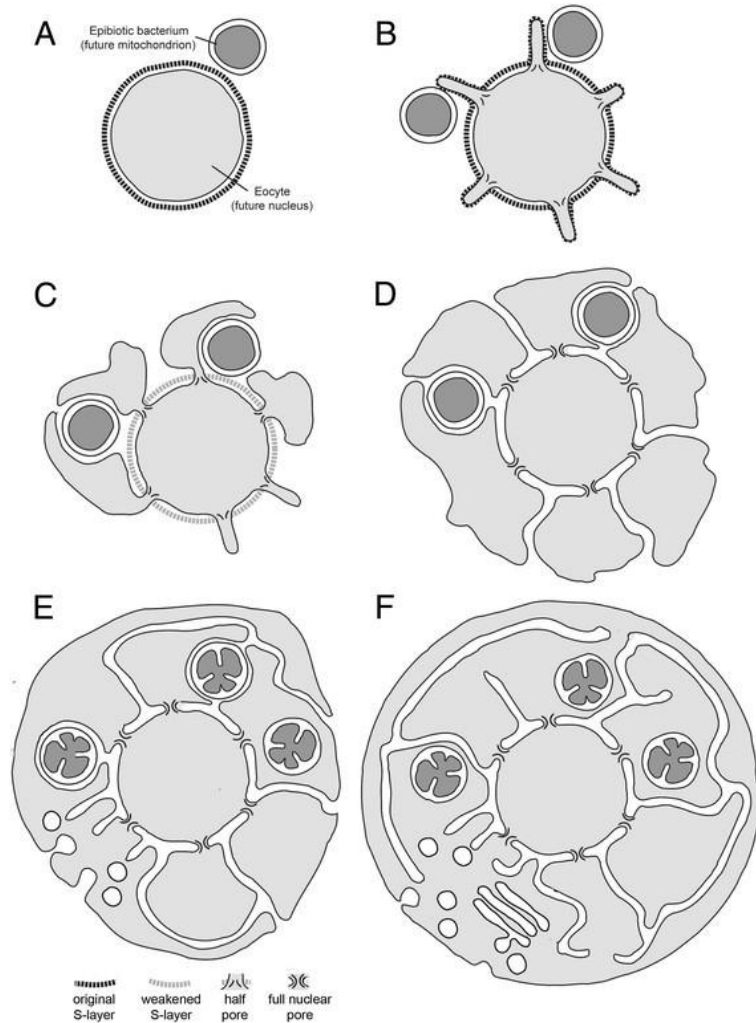 A
Epibiotic bacterium
(future mitochondrion)
Eocyte
(future nucleus)
B
C
D
E
F
original
S-layer
weakened
S-layer
half
pore
full nuclear
pore